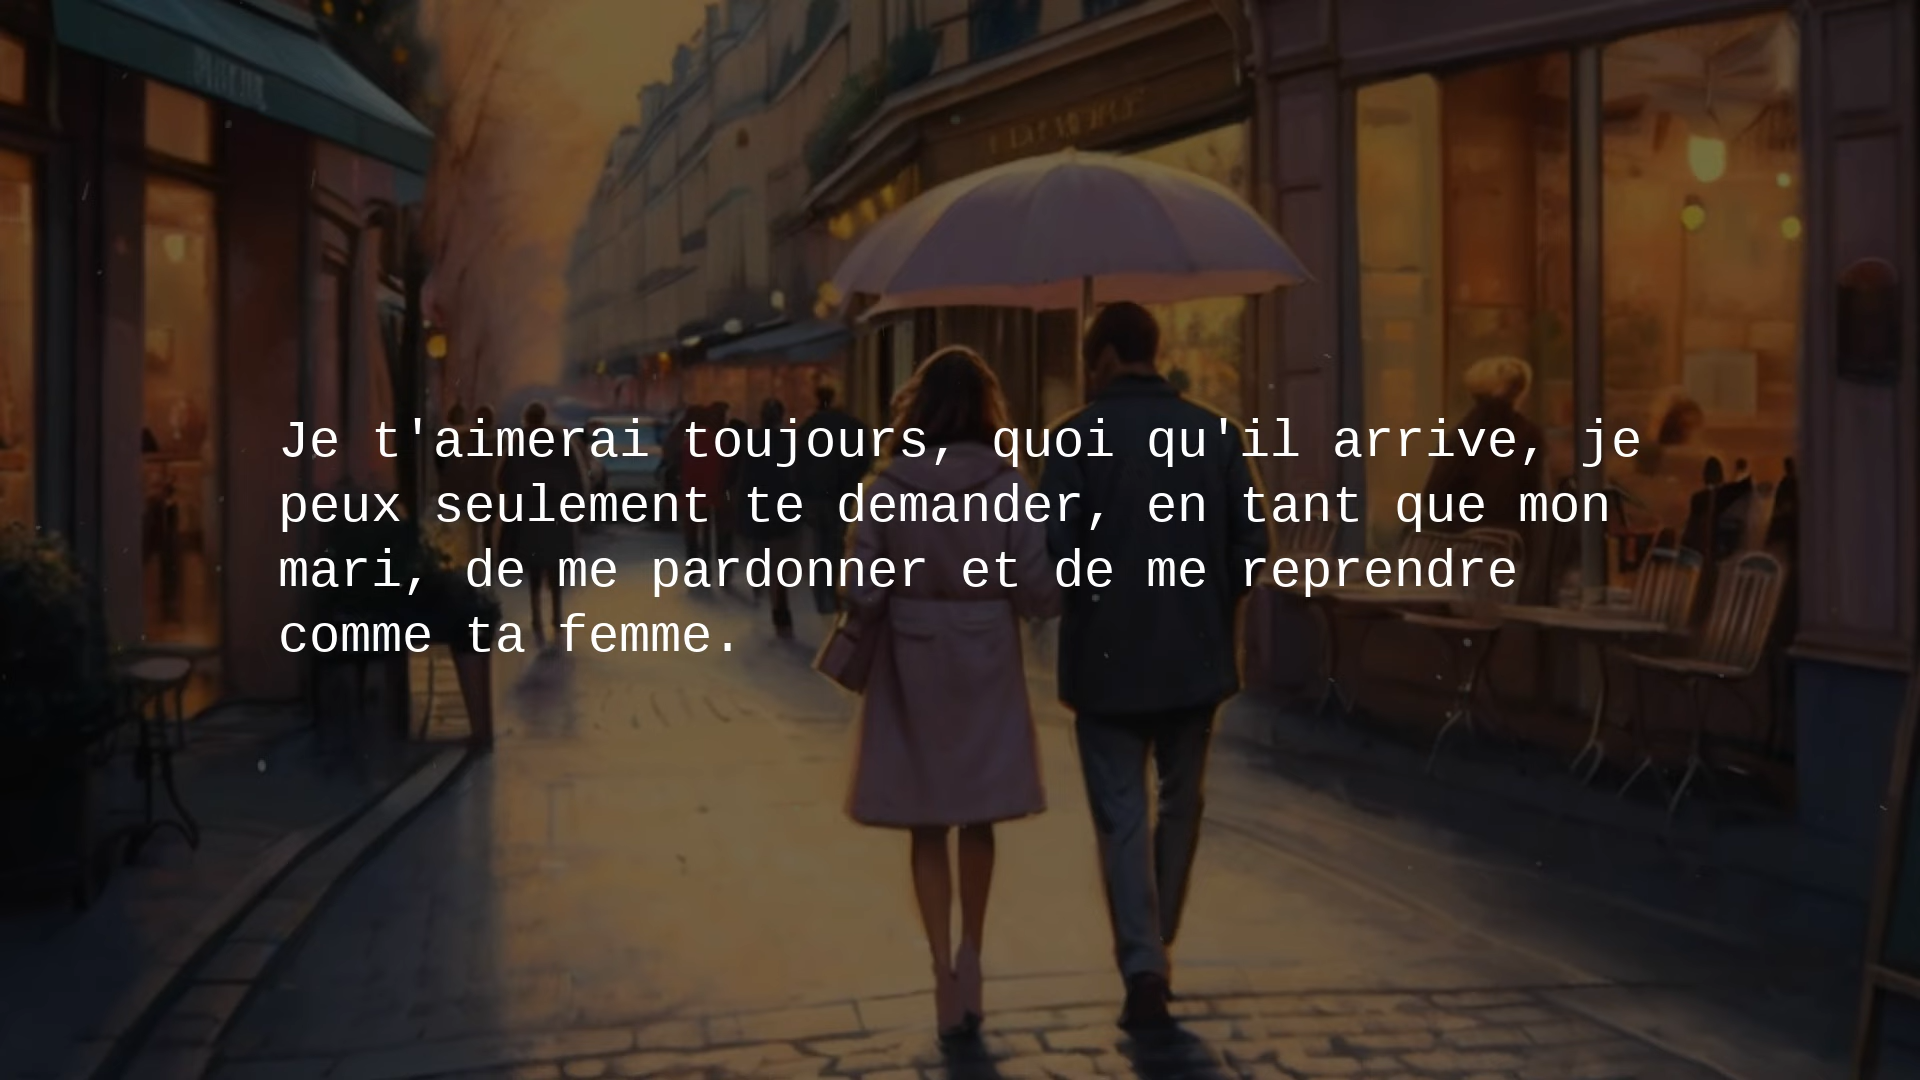 Je t'aimerai toujours, quoi qu'il arrive, je
peux seulement te demander, en tant que mon
mari, de me pardonner et de me reprendre
comme ta femme.